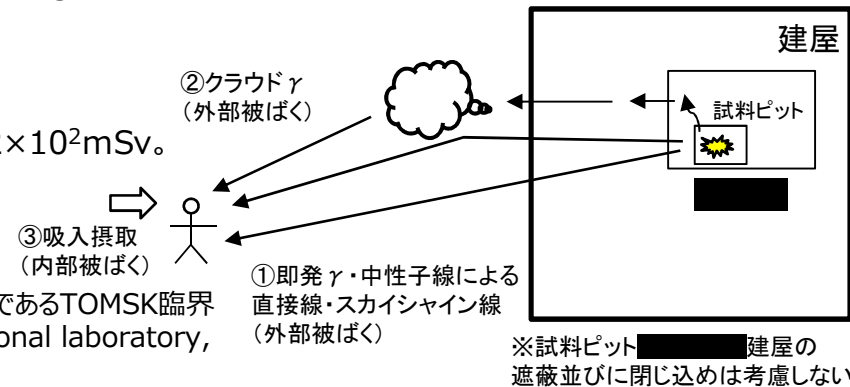 建屋
②クラウドγ
(外部被ばく)
試料ピット
×10²mSv。
③吸入摂取
(内部被ばく)
①即発γ・中性子線による
直接線・スカイシャイン線
(外部被ばく)
であるTOMSK臨界
onal laboratory,
※試料ピット 建屋の
遮蔽並びに閉じ込めは考慮しない